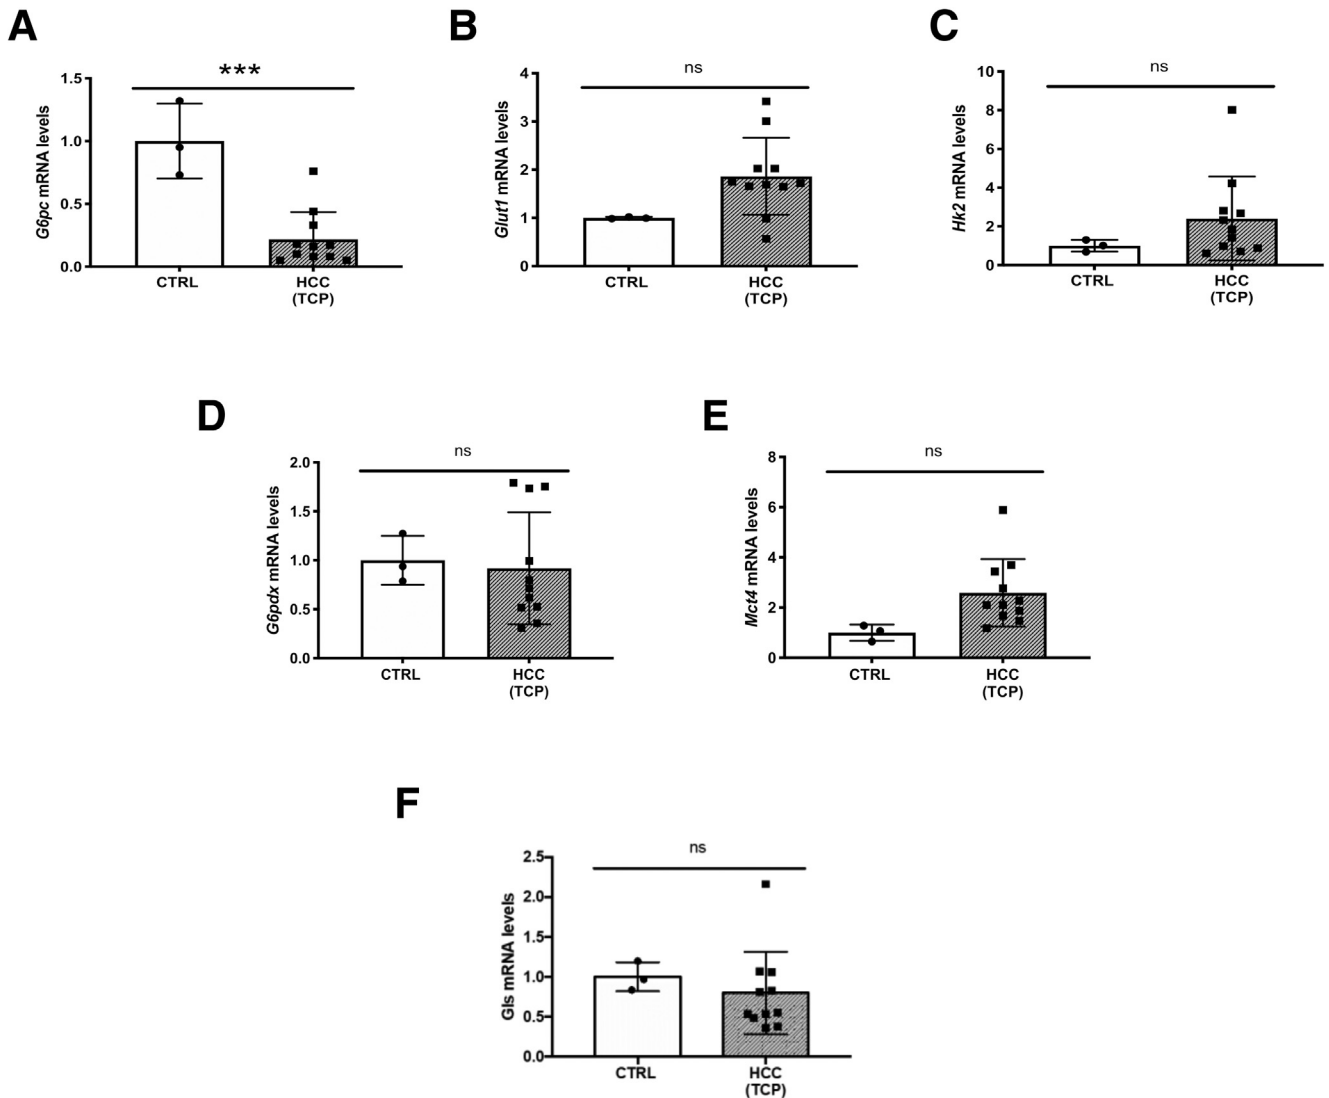 A
B
C
***
ns
ns
1.5
1.0
0.5
0.0
G6pc mRNA levels
CTRL
HCC
(TCP)
4
3
2
1
0
Glut1 mRNA levels
CTRL
HCC
(TCP)
10
8
6
4
2
0
Hk2 mRNA levels
CTRL
HCC
(TCP)
D
E
ns
ns
2.0
1.5
1.0
0.5
0.0
G6pdx mRNA levels
CTRL
HCC
(TCP)
8
6
4
2
0
Mct4 mRNA levels
CTRL
HCC
(TCP)
F
ns
2.5
2.0
1.5
1.0
0.5
0.0
Gls mRNA levels
CTRL
HCC
(TCP)